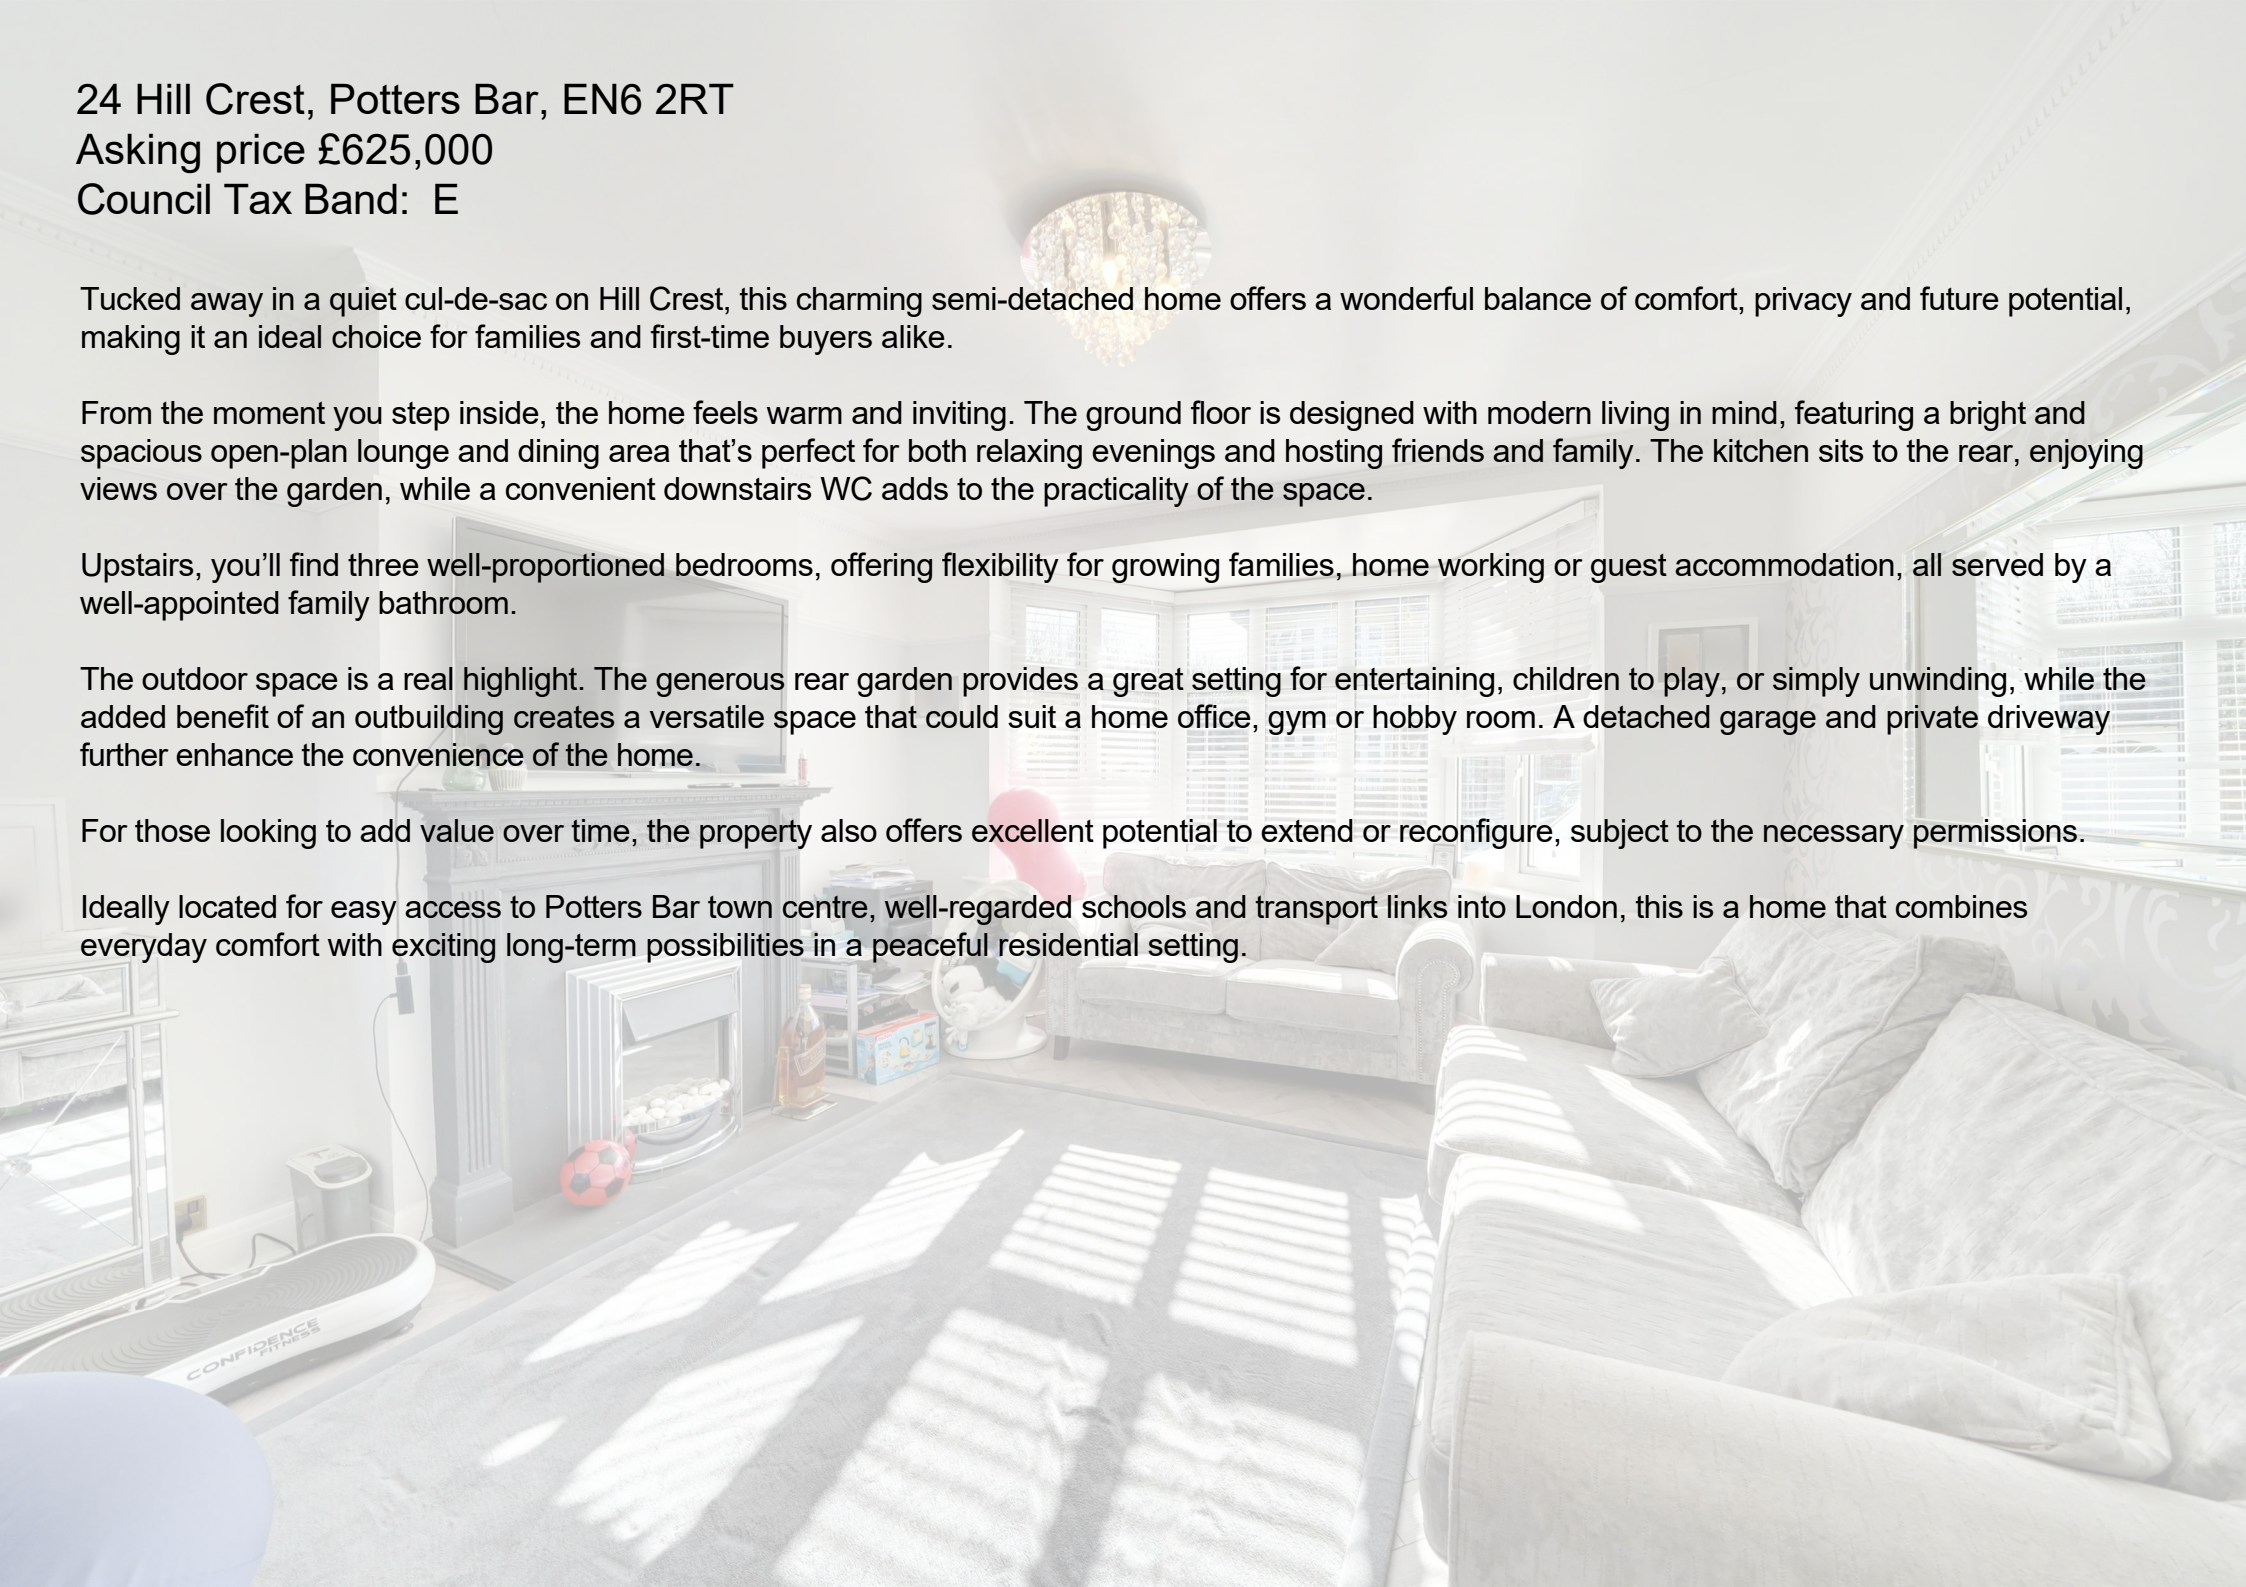 24 Hill Crest, Potters Bar, EN6 2RT
Asking price £625,000
Council Tax Band:  E
Tucked away in a quiet cul-de-sac on Hill Crest, this charming semi-detached home offers a wonderful balance of comfort, privacy and future potential,
making it an ideal choice for families and first-time buyers alike.
From the moment you step inside, the home feels warm and inviting. The ground floor is designed with modern living in mind, featuring a bright and
spacious open-plan lounge and dining area that’s perfect for both relaxing evenings and hosting friends and family. The kitchen sits to the rear, enjoying
views over the garden, while a convenient downstairs WC adds to the practicality of the space.
Upstairs, you’ll find three well-proportioned bedrooms, offering flexibility for growing families, home working or guest accommodation, all served by a
well-appointed family bathroom.
The outdoor space is a real highlight. The generous rear garden provides a great setting for entertaining, children to play, or simply unwinding, while the
added benefit of an outbuilding creates a versatile space that could suit a home office, gym or hobby room. A detached garage and private driveway
further enhance the convenience of the home.
For those looking to add value over time, the property also offers excellent potential to extend or reconfigure, subject to the necessary permissions.
Ideally located for easy access to Potters Bar town centre, well-regarded schools and transport links into London, this is a home that combines
everyday comfort with exciting long-term possibilities in a peaceful residential setting.
CONFIDENCE
FITNESS